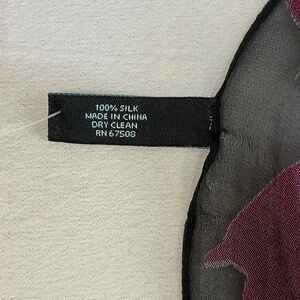 100% SILK
MADE IN CHINA
DRY CLEAN
RN 67508